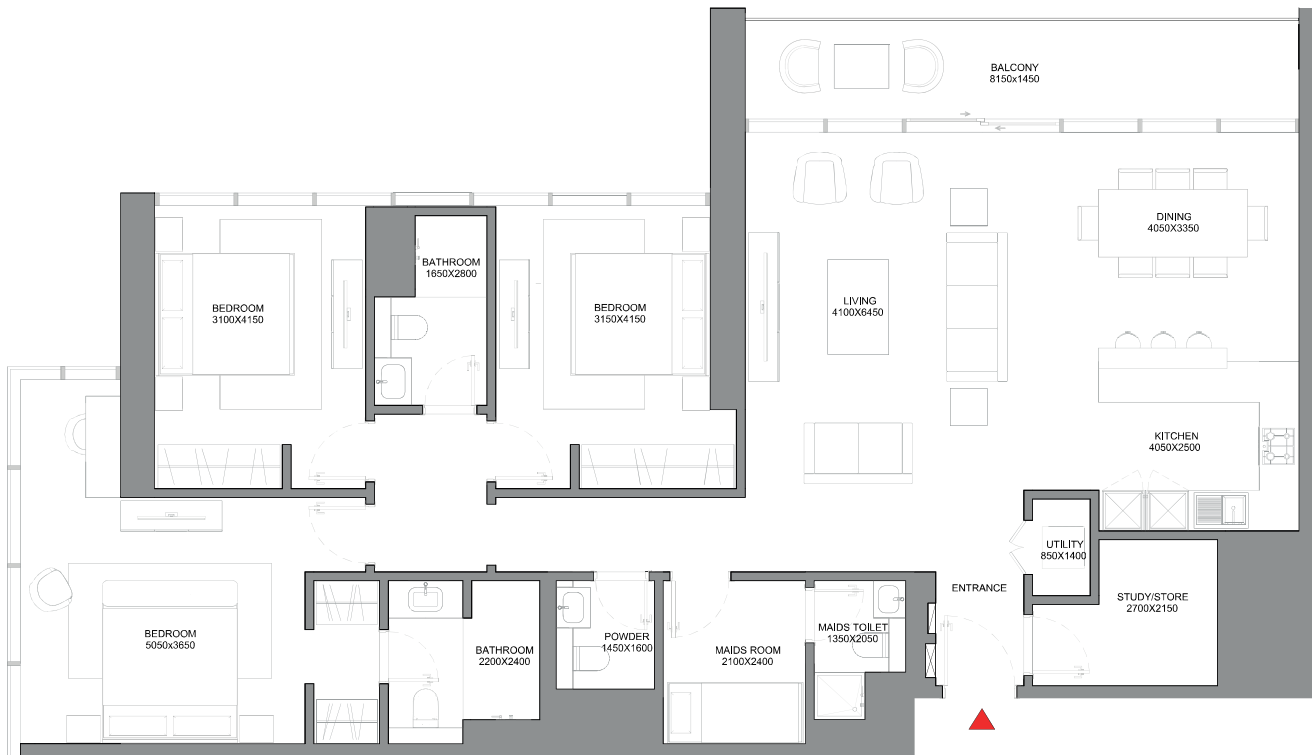 BALCONY
8150x1450
DINING
4050X3350
BATHROOM
1650X2800
BEDROOM
3100X4150
BEDROOM
3150X4150
LIVING
4100X6450
KITCHEN
4050X2500
UTILITY
850X1400
ENTRANCE
STUDY/STORE
2700X2150
BEDROOM
5050x3650
BATHROOM
2200X2400
POWDER
1450X1600
MAIDS ROOM
2100X2400
MAIDS TOILET
1350X2050